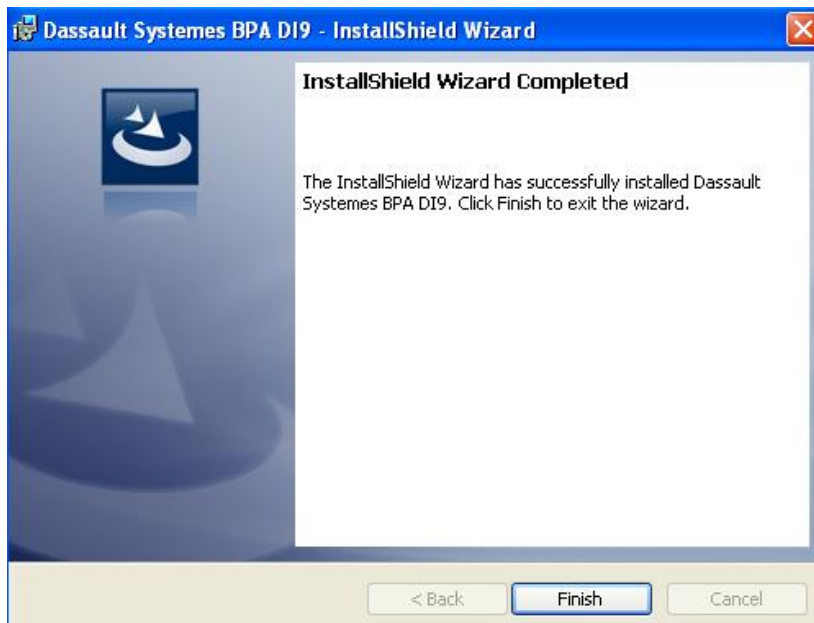 Dassault Systemes BPA DI9 - InstallShield Wizard
InstallShield Wizard Completed
The InstallShield Wizard has successfully installed Dassault
Systemes BPA DI9. Click Finish to exit the wizard.
< Back
Finish
Cancel